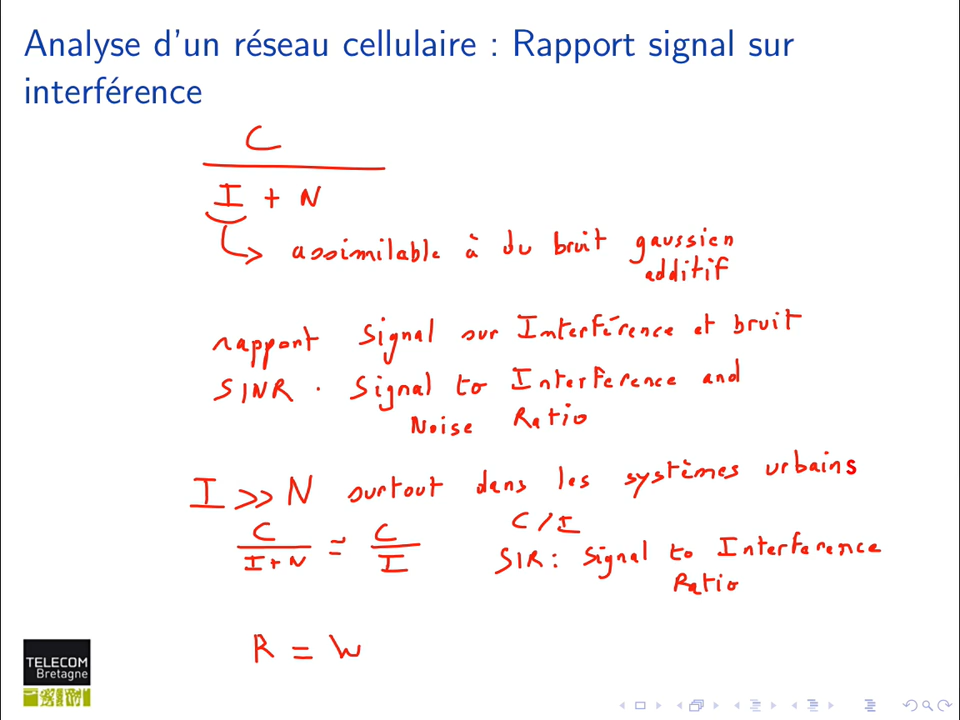 Analyse d'un réseau cellulaire : Rapport signal sur
interférence
C
I + N
assimilable à du bruit gaussien
additif
rapport Signal sur Interférence et bruit
SINR . Signal to Interference and
Noise Ratio
I >> N surtout dans les systèmes urbains
C/(I+N) = C/I
C/I
SIR : Signal to Interference
Ratio
R = W
TELECOM
Bretagne